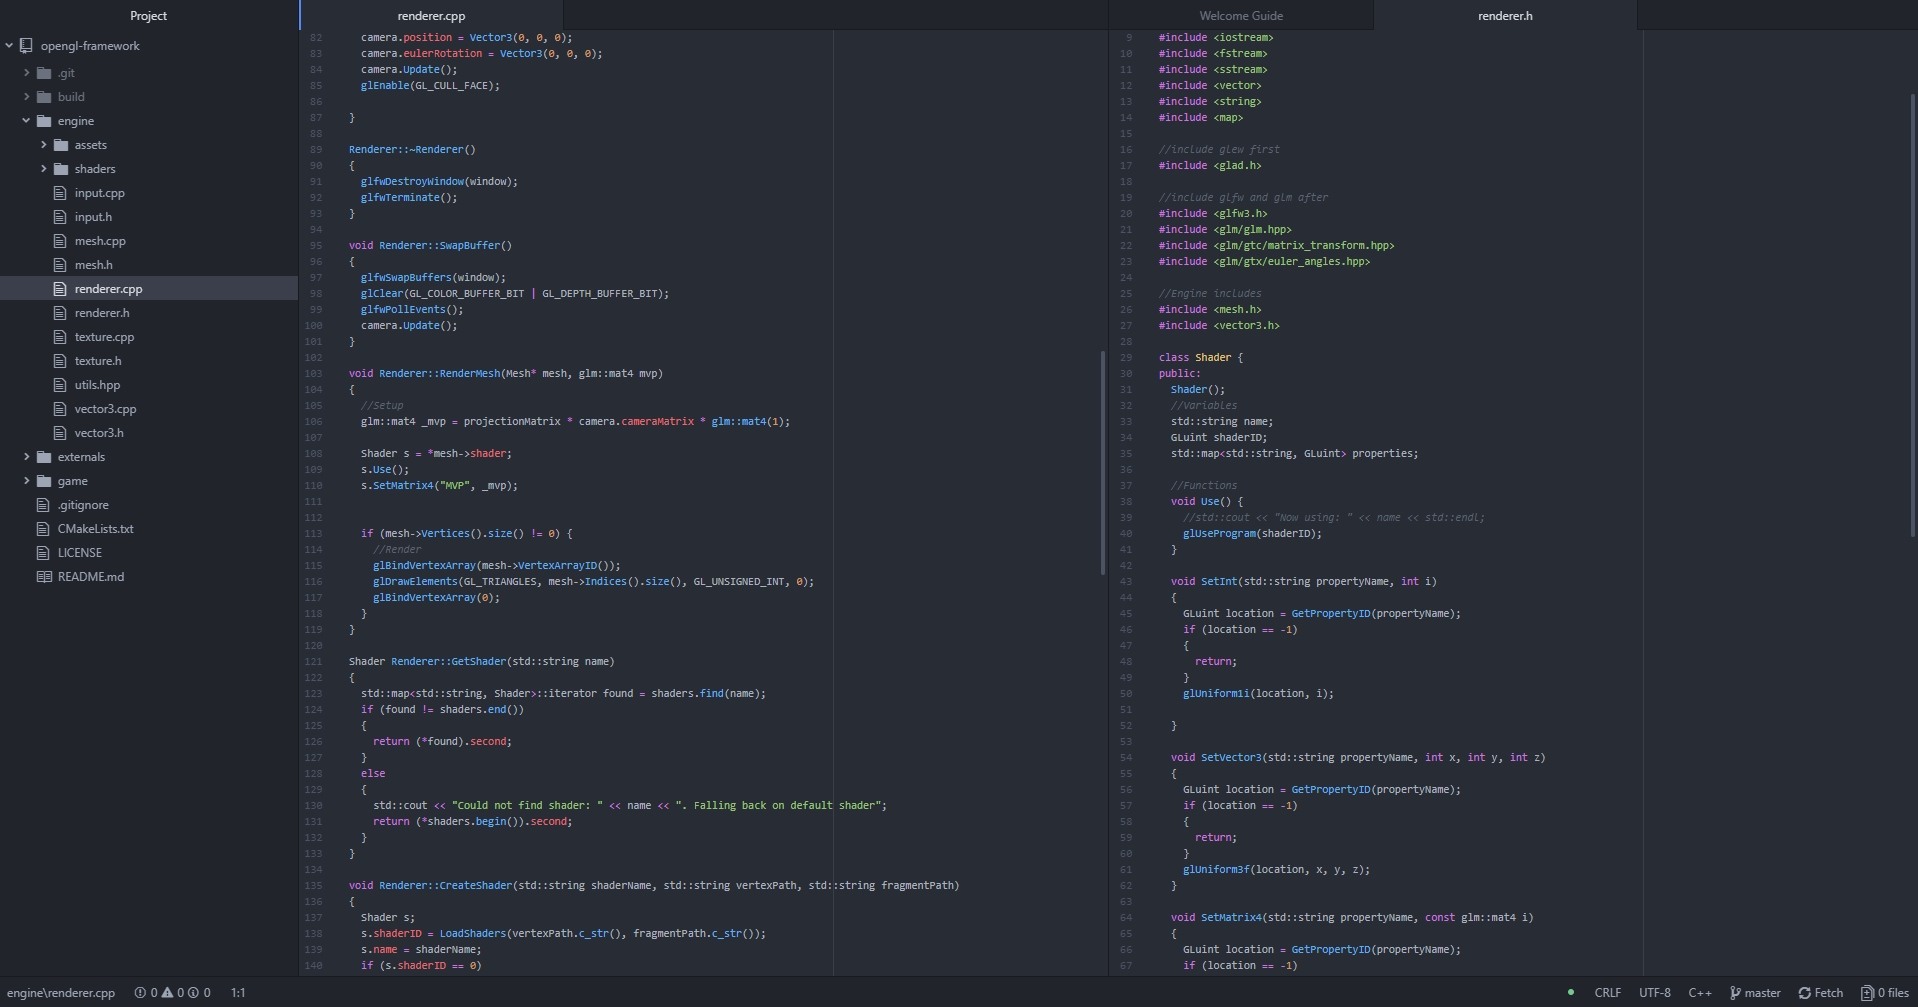 Project
opengl-framework
.git
build
engine
assets
shaders
input.cpp
input.h
mesh.cpp
mesh.h
renderer.cpp
renderer.h
texture.cpp
texture.h
utils.hpp
vector3.cpp
vector3.h
externals
game
.gitignore
CMakeLists.txt
LICENSE
README.md
renderer.cpp
82 camera.position = Vector3(0, 0, 0);
83 camera.eulerRotation = Vector3(0, 0, 0);
84 camera.Update();
85 glEnable(GL_CULL_FACE);
86
87 }
88
89 Renderer::~Renderer()
90 {
91 glfwDestroyWindow(window);
92 glfwTerminate();
93 }
94
95 void Renderer::SwapBuffer()
96 {
97 glfwSwapBuffers(window);
98 glClear(GL_COLOR_BUFFER_BIT | GL_DEPTH_BUFFER_BIT);
99 glfwPollEvents();
100 camera.Update();
101 }
102
103 void Renderer::RenderMesh(Mesh* mesh, glm::mat4 mvp)
104 {
105 //Setup
106 glm::mat4 _mvp = projectionMatrix * camera.cameraMatrix * glm::mat4(1);
107
108 Shader s = *mesh->shader;
109 s.Use();
110 s.SetMatrix4("MVP", _mvp);
111
112
113 if (mesh->Vertices().size() != 0) {
114 //Render
115 glBindVertexArray(mesh->VertexArrayID());
116 glDrawElements(GL_TRIANGLES, mesh->Indices().size(), GL_UNSIGNED_INT, 0);
117 glBindVertexArray(0);
118 }
119 }
120
121 Shader Renderer::GetShader(std::string name)
122 {
123 std::map<std::string, Shader>::iterator found = shaders.find(name);
124 if (found != shaders.end())
125 {
126 return (*found).second;
127 }
128 else
129 {
130 std::cout << "Could not find shader: " << name << ". Falling back on default shader";
131 return (*shaders.begin()).second;
132 }
133 }
134
135 void Renderer::CreateShader(std::string shaderName, std::string vertexPath, std::string fragmentPath)
136 {
137 Shader s;
138 s.shaderID = LoadShaders(vertexPath.c_str(), fragmentPath.c_str());
139 s.name = shaderName;
140 if (s.shaderID == 0)
Welcome Guide
renderer.h
9 #include <iostream>
10 #include <fstream>
11 #include <sstream>
12 #include <vector>
13 #include <string>
14 #include <map>
15
16 //include glew first
17 #include <glad.h>
18
19 //include glfw and glm after
20 #include <glfw3.h>
21 #include <glm/glm.hpp>
22 #include <glm/gtc/matrix_transform.hpp>
23 #include <glm/gtx/euler_angles.hpp>
24
25 //Engine includes
26 #include <mesh.h>
27 #include <vector3.h>
28
29 class Shader {
30 public:
31 Shader();
32 //Variables
33 std::string name;
34 GLuint shaderID;
35 std::map<std::string, GLuint> properties;
36
37 //Functions
38 void Use() {
39 //std::cout << "Now using: " << name << std::endl;
40 glUseProgram(shaderID);
41 }
42
43 void SetInt(std::string propertyName, int i)
44 {
45 GLuint location = GetPropertyID(propertyName);
46 if (location == -1)
47 {
48 return;
49 }
50 glUniform1i(location, i);
51
52 }
53
54 void SetVector3(std::string propertyName, int x, int y, int z)
55 {
56 GLuint location = GetPropertyID(propertyName);
57 if (location == -1)
58 {
59 return;
60 }
61 glUniform3f(location, x, y, z);
62 }
63
64 void SetMatrix4(std::string propertyName, const glm::mat4 i)
65 {
66 GLuint location = GetPropertyID(propertyName);
67 if (location == -1)
engine\renderer.cpp 0 0 0 1:1 CRLF UTF-8 C++ master Fetch 0 files